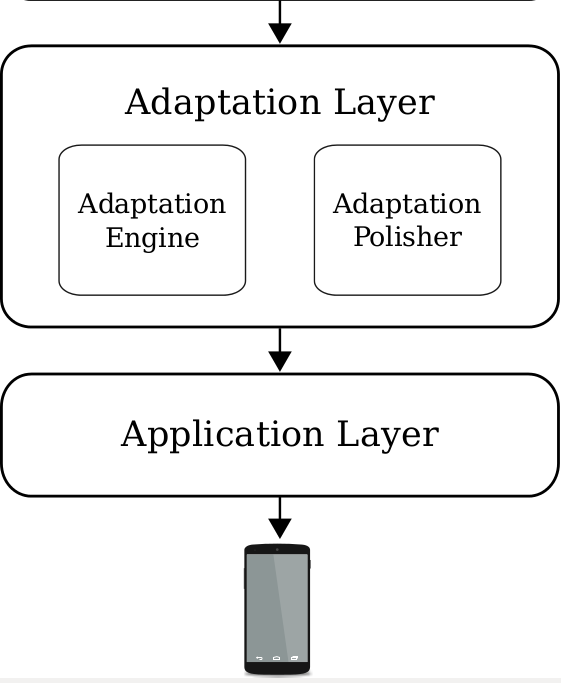 Adaptation Layer
Adaptation
Engine
Adaptation
Polisher
Application Layer